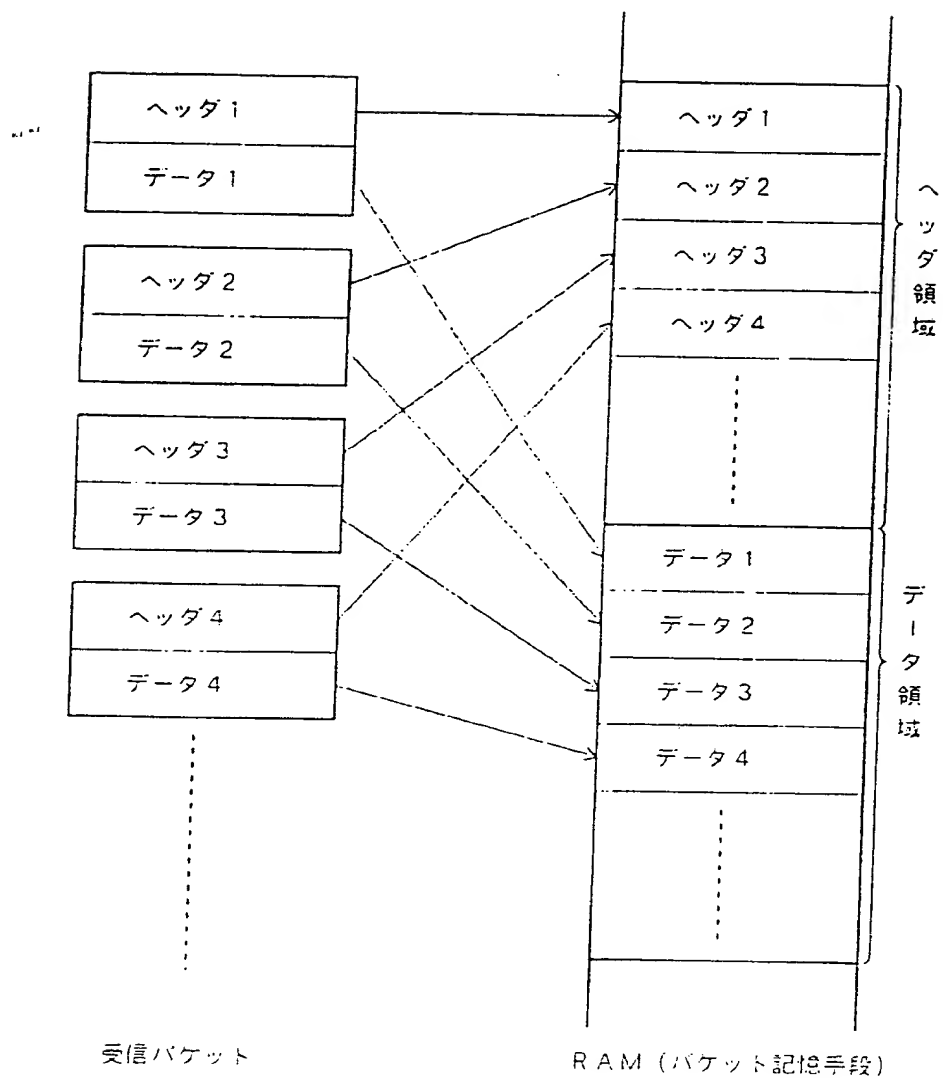 ヘッダ1
データ1
ヘッダ2
データ2
ヘッダ3
データ3
ヘッダ4
データ4
受信パケット
ヘッダ1
ヘッダ2
ヘッダ3
ヘッダ4
データ1
データ2
データ3
データ4
ヘッダ領域
データ領域
RAM (パケット記憶手段)